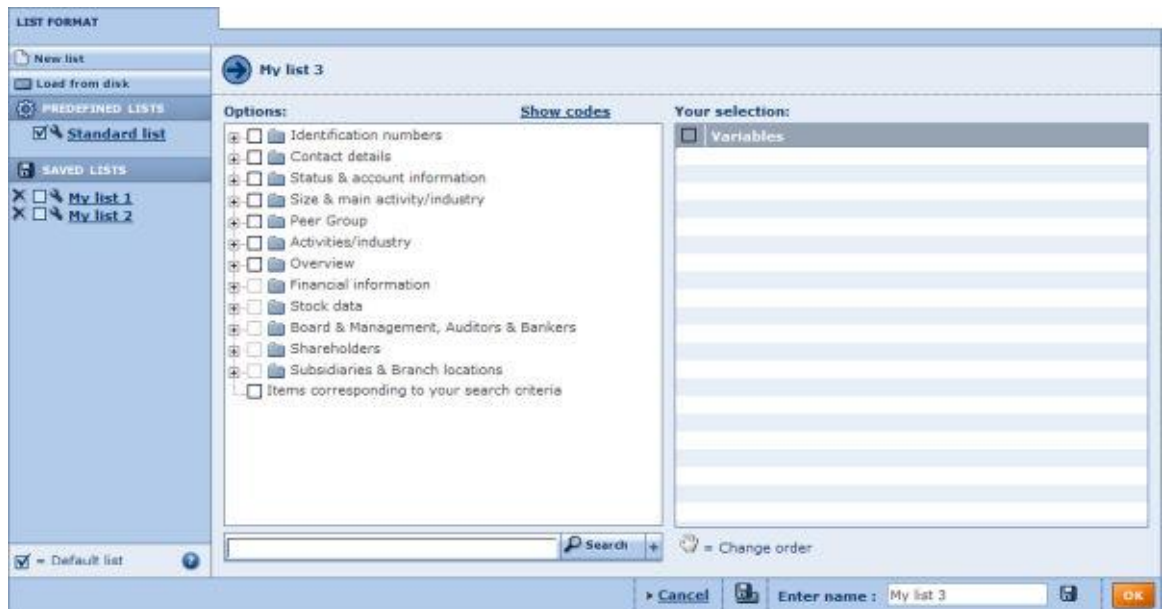 LIST FORMAT
New list
Load from disk
PREDEFINED LISTS
Standard list
SAVED LISTS
My list 1
My list 2
= Default list
My list 3
Options:
Show codes
Identification numbers
Contact details
Status & account information
Size & main activity/industry
Peer Group
Activities/industry
Overview
Financial information
Stock data
Board & Management, Auditors & Bankers
Shareholders
Subsidiaries & Branch locations
Items corresponding to your search criteria
Search +
Your selection:
Variables
= Change order
Cancel
Enter name : My list 3
OK